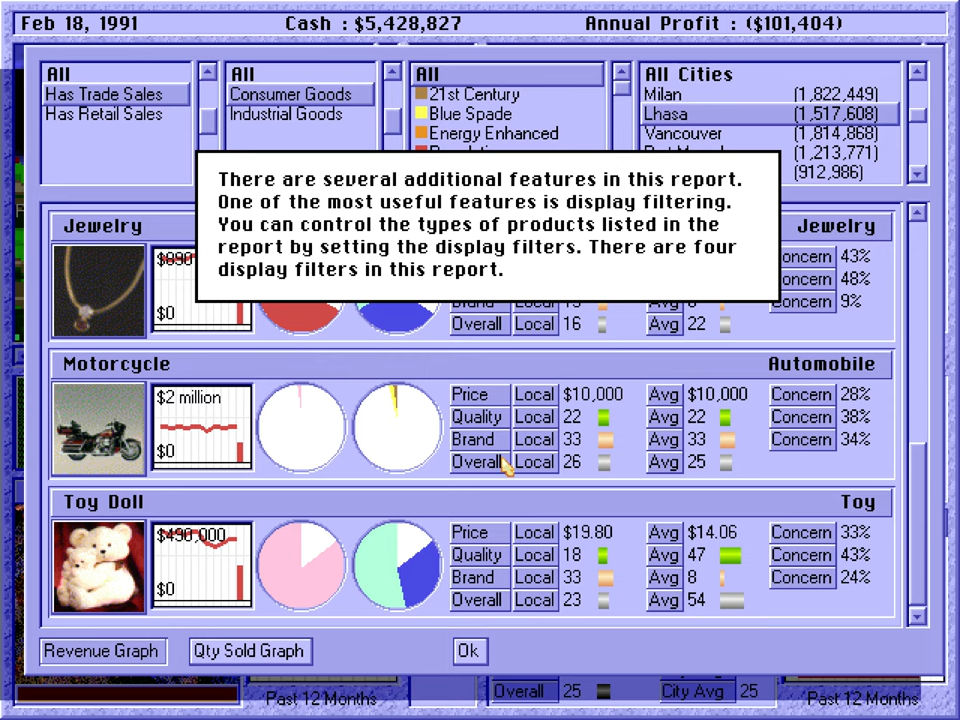 Feb 18, 1991 Cash : $5,428,827 Annual Profit : ($101,404)
All All All All Cities
Has Trade Sales Consumer Goods 21st Century Milan (1,822,449)
Has Retail Sales Industrial Goods Blue Spade Lhasa (1,517,608)
Energy Enhanced Vancouver (1,814,868)
(1,213,771)
(912,986)
There are several additional features in this report.
One of the most useful features is display filtering.
You can control the types of products listed in the
report by setting the display filters. There are four
display filters in this report.
Jewelry Jewelry
Concern 43%
Concern 48%
$0 Concern 9%
Overall Local 16 Avg 22
Motorcycle Automobile
$2 million Price Local $10,000 Avg $10,000 Concern 28%
Quality Local 22 Avg 22 Concern 38%
Brand Local 33 Avg 33 Concern 34%
$0 Overall Local 26 Avg 25
Toy Doll Toy
$490,000 Price Local $19.80 Avg $14.06 Concern 33%
Quality Local 18 Avg 47 Concern 43%
Brand Local 33 Avg 8 Concern 24%
$0 Overall Local 23 Avg 54
Revenue Graph Qty Sold Graph Ok
Past 12 Months Overall 25 City Avg 25 Past 12 Months